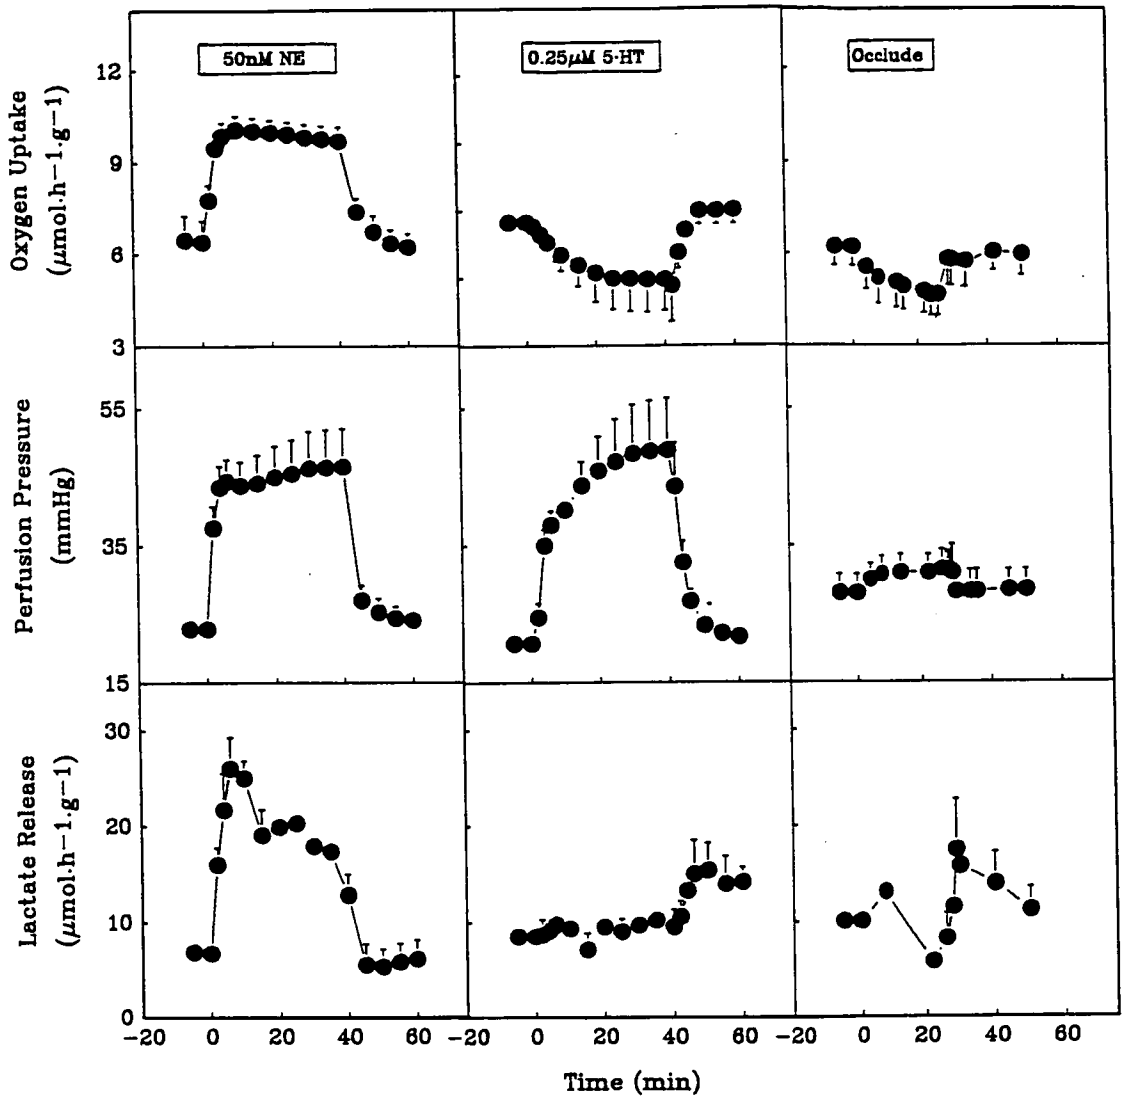 50nM NE
0.25μM 5·HT
Occlude
Oxygen Uptake
(μmol·h−1.g−1)
12
9
6
3
Perfusion Pressure
(mmHg)
55
35
15
Lactate Release
(μmol·h−1.g−1)
30
20
10
0
-20 0 20 40 60
-20 0 20 40 60
-20 0 20 40 60
Time (min)